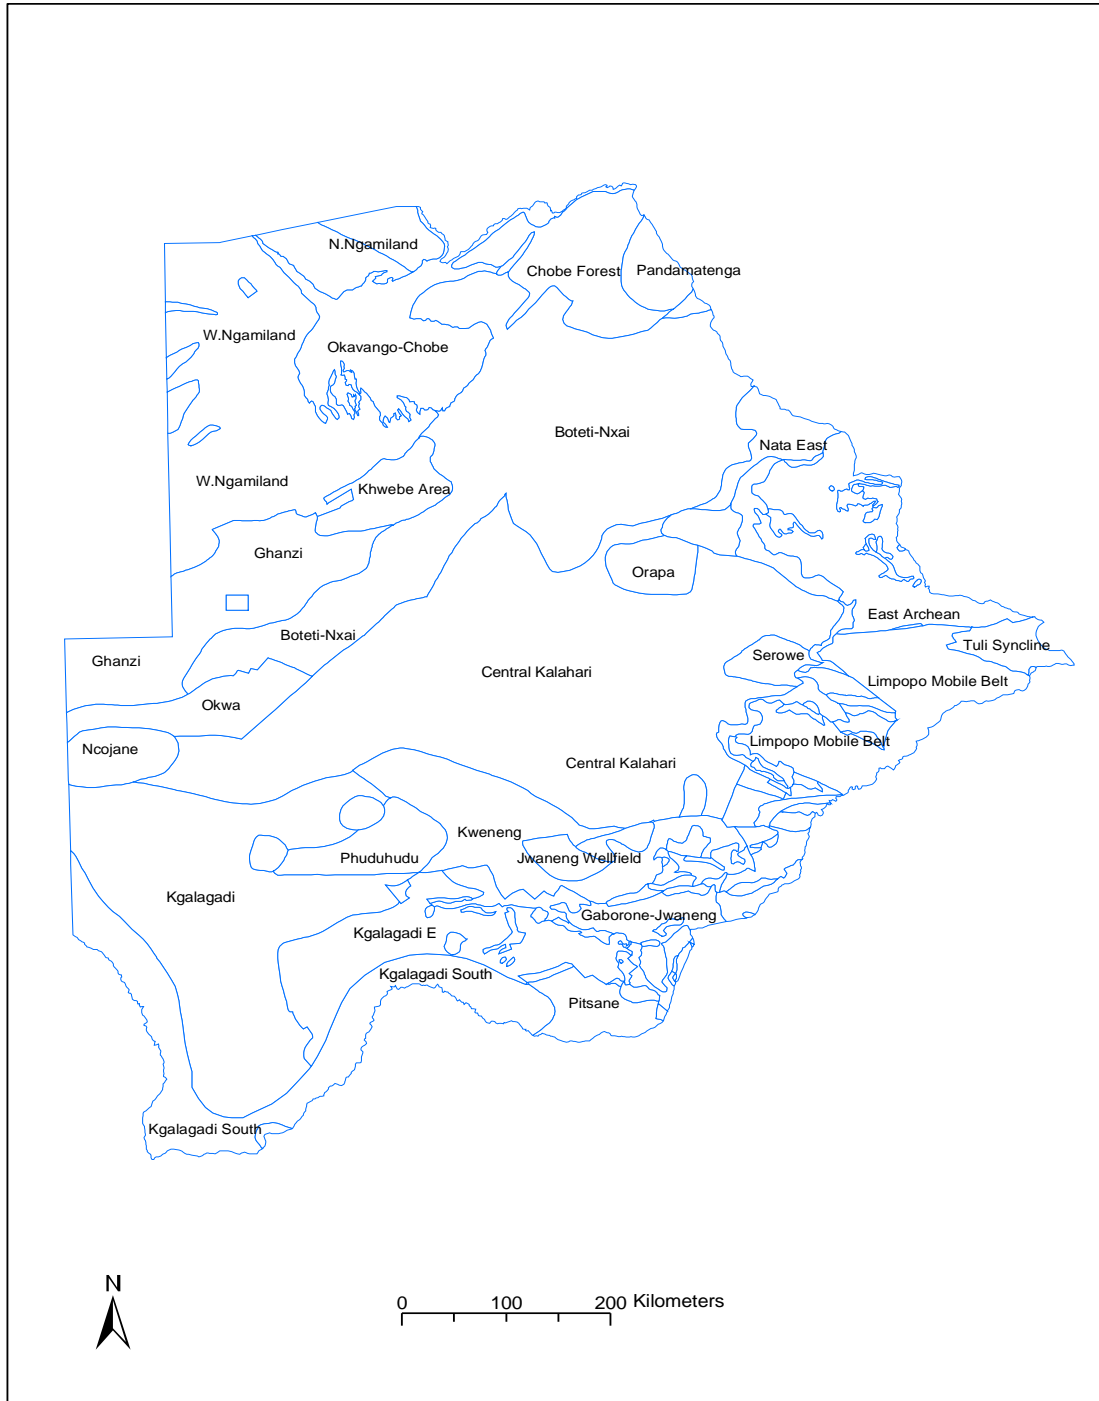 N.Ngamiland
Chobe Forest
Pandamatenga
W.Ngamiland
Okavango-Chobe
Boteti-Nxai
Nata East
W.Ngamiland
Khwebe Area
Ghanzi
Orapa
East Archean
Boteti-Nxai
Tuli Syncline
Ghanzi
Serowe
Central Kalahari
Limpopo Mobile Belt
Okwa
Ncojane
Limpopo Mobile Belt
Central Kalahari
Kweneng
Phuduhudu
Jwaneng Wellfield
Kgalagadi
Gaborone-Jwaneng
Kgalagadi E
Kgalagadi South
Pitsane
Kgalagadi South
N
0 100 200 Kilometers